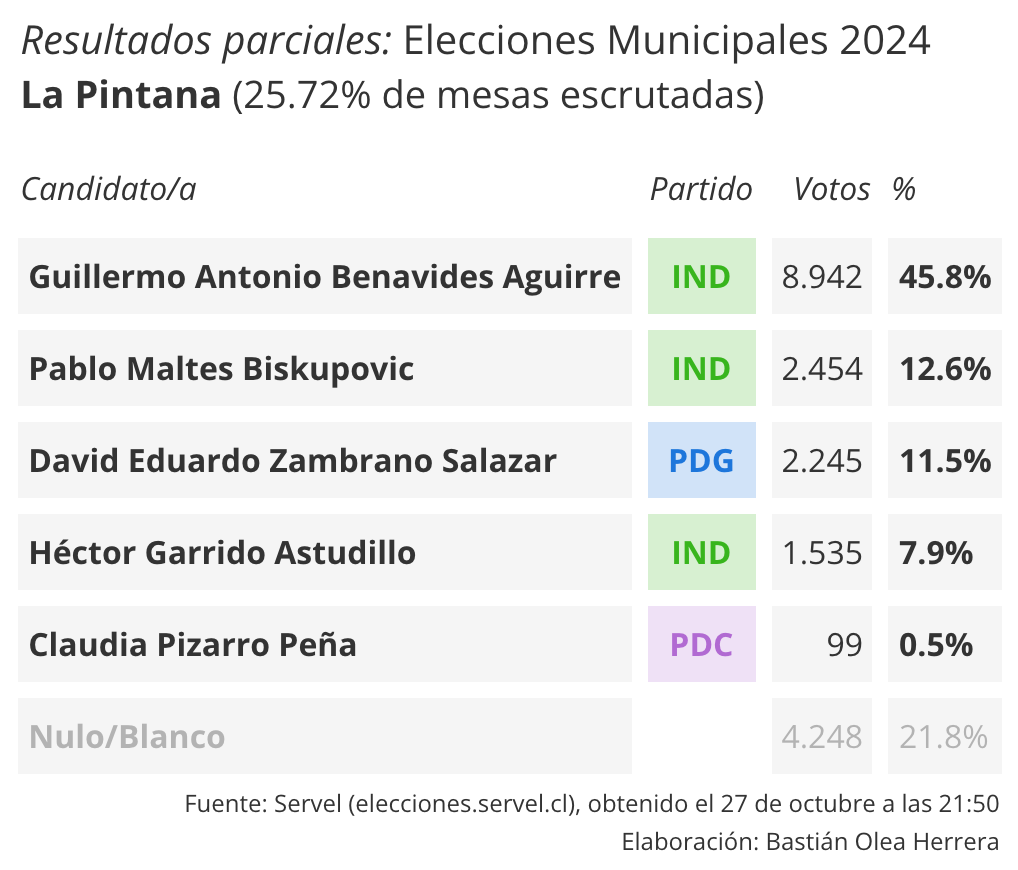 Resultados parciales: Elecciones Municipales 2024
La Pintana (25.72% de mesas escrutadas)
Candidato/a Partido Votos %
Guillermo Antonio Benavides Aguirre IND 8.942 45.8%
Pablo Maltes Biskupovic IND 2.454 12.6%
David Eduardo Zambrano Salazar PDG 2.245 11.5%
Héctor Garrido Astudillo IND 1.535 7.9%
Claudia Pizarro Peña PDC 99 0.5%
Nulo/Blanco 4.248 21.8%
Fuente: Servel (elecciones.servel.cl), obtenido el 27 de octubre a las 21:50
Elaboración: Bastián Olea Herrera